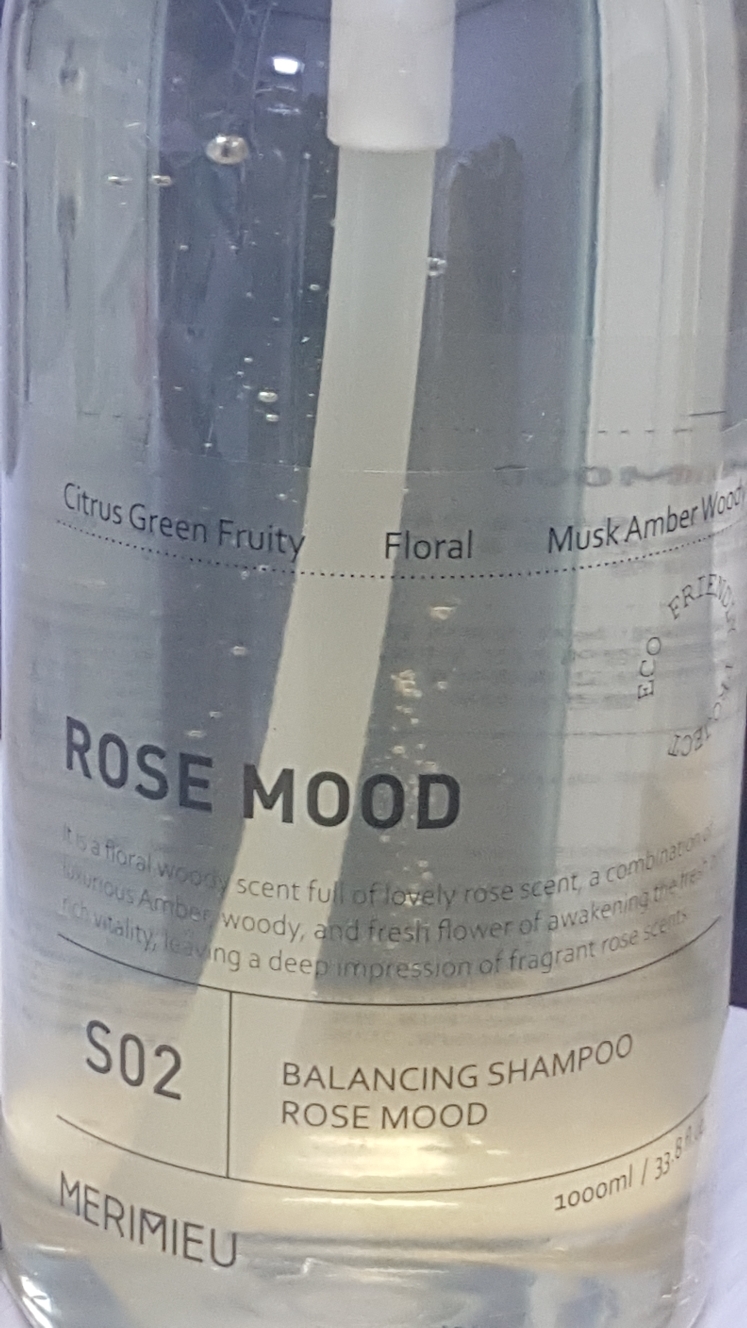 Citrus Green Fruity Floral Musk Amber Woody
ECO FRIENDLY PROJECT
ROSE MOOD
It is a floral woody scent full of lovely rose scent, a combination of
luxurious Amber, woody, and fresh flower of awakening the fresh
rich vitality, leaving a deep impression of fragrant rose scents
S02
BALANCING SHAMPOO
ROSE MOOD
1000ml / 33.8 fl
MERIMIEU